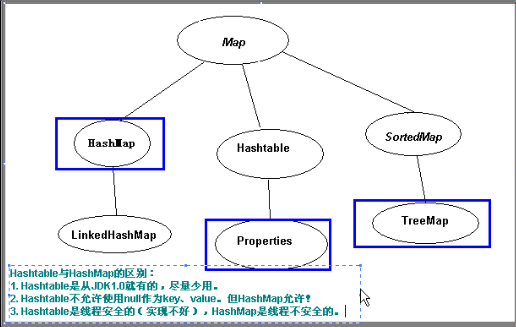 Map
HashMap
Hashtable
SortedMap
LinkedHashMap
Properties
TreeMap
Hashtable与HashMap的区别：
1. Hashtable是从JDK1.0就有的，尽量少用。
2. Hashtable不允许使用null作为key、value。但HashMap允许！
3. Hashtable是线程安全的（实现不好），HashMap是线程不安全的。